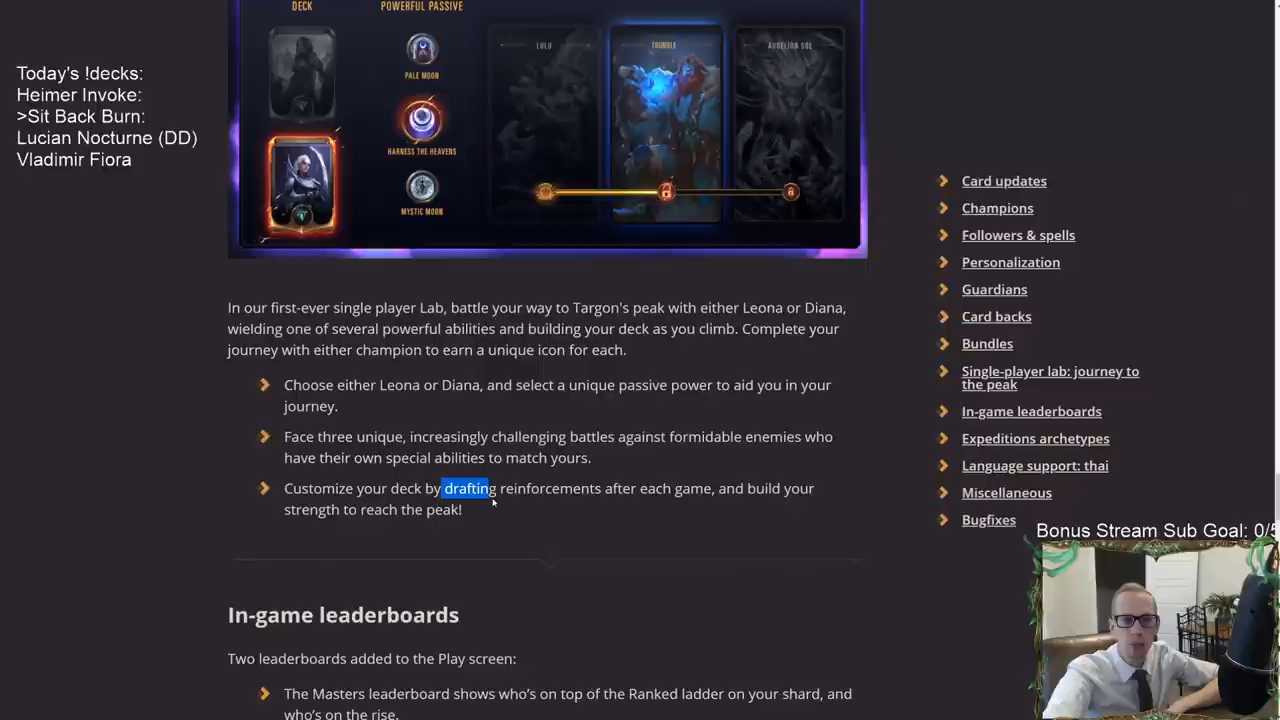 DECK
POWERFUL PASSIVE
LULU
TRUNDLE
AURELION SOL
PALE MOON
HARNESS THE HEAVENS
MYSTIC MOON
Today's !decks:
Heimer Invoke:
>Sit Back Burn:
Lucian Nocturne (DD)
Vladimir Fiora
In our first-ever single player Lab, battle your way to Targon's peak with either Leona or Diana,
wielding one of several powerful abilities and building your deck as you climb. Complete your
journey with either champion to earn a unique icon for each.
Choose either Leona or Diana, and select a unique passive power to aid you in your
journey.
Face three unique, increasingly challenging battles against formidable enemies who
have their own special abilities to match yours.
Customize your deck by drafting reinforcements after each game, and build your
strength to reach the peak!
In-game leaderboards
Two leaderboards added to the Play screen:
The Masters leaderboard shows who's on top of the Ranked ladder on your shard, and
who's on the rise.
Card updates
Champions
Followers & spells
Personalization
Guardians
Card backs
Bundles
Single-player lab: journey to
the peak
In-game leaderboards
Expeditions archetypes
Language support: thai
Miscellaneous
Bugfixes
Bonus Stream Sub Goal: 0/5